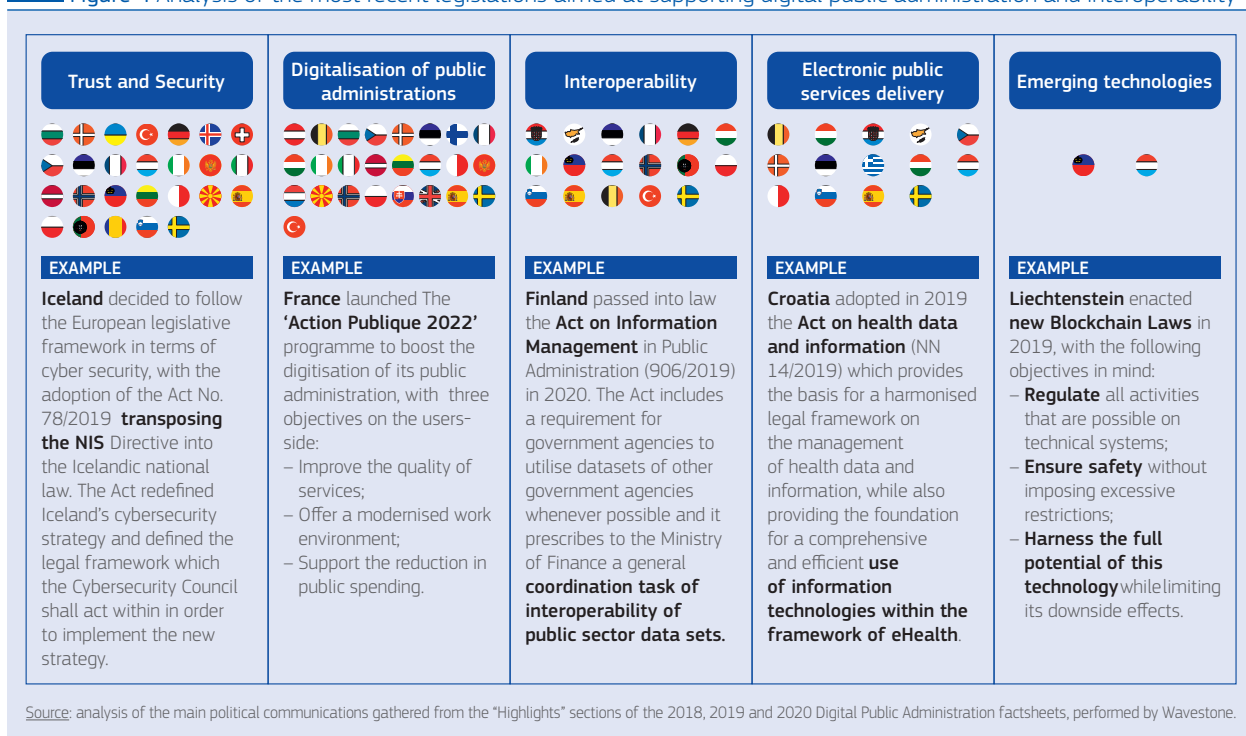 Figure 4 Analysis of the most recent legislations aimed at supporting digital public administration and interoperability
Trust and Security
EXAMPLE
Iceland decided to follow
the European legislative
framework in terms of
cyber security, with the
adoption of the Act No.
78/2019 transposing
the NIS Directive into
the Icelandic national
law. The Act redefined
Iceland's cybersecurity
strategy and defined the
legal framework which
the Cybersecurity Council
shall act within in order
to implement the new
strategy.
Digitalisation of public
administrations
EXAMPLE
France launched The
'Action Publique 2022'
programme to boost the
digitisation of its public
administration, with three
objectives on the users-
side:
– Improve the quality of
services;
– Offer a modernised work
environment;
– Support the reduction in
public spending.
Interoperability
EXAMPLE
Finland passed into law
the Act on Information
Management in Public
Administration (906/2019)
in 2020. The Act includes
a requirement for
government agencies to
utilise datasets of other
government agencies
whenever possible and it
prescribes to the Ministry
of Finance a general
coordination task of
interoperability of
public sector data sets.
Electronic public
services delivery
EXAMPLE
Croatia adopted in 2019
the Act on health data
and information (NN
14/2019) which provides
the basis for a harmonised
legal framework on
the management
of health data and
information, while also
providing the foundation
for a comprehensive
and efficient use
of information
technologies within the
framework of eHealth.
Emerging technologies
EXAMPLE
Liechtenstein enacted
new Blockchain Laws in
2019, with the following
objectives in mind:
– Regulate all activities
that are possible on
technical systems;
– Ensure safety without
imposing excessive
restrictions;
– Harness the full
potential of this
technology while limiting
its downside effects.
Source: analysis of the main political communications gathered from the "Highlights" sections of the 2018, 2019 and 2020 Digital Public Administration factsheets, performed by Wavestone.